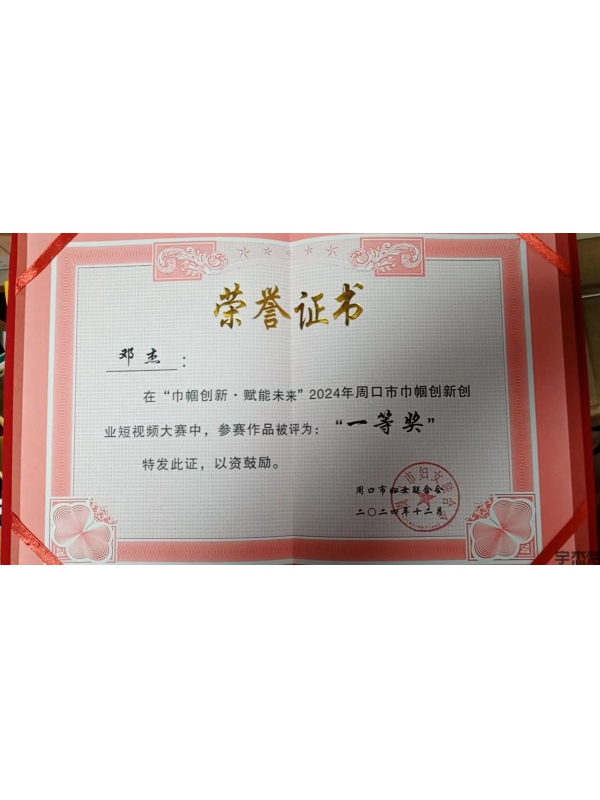 荣誉证书
邓杰：
在“巾帼创新·赋能未来”2024年周口市巾帼创新创
业短视频大赛中，参赛作品被评为：“一等奖”
特发此证，以资鼓励。
周口市妇女联合会
二〇二四年十二月
宇杰